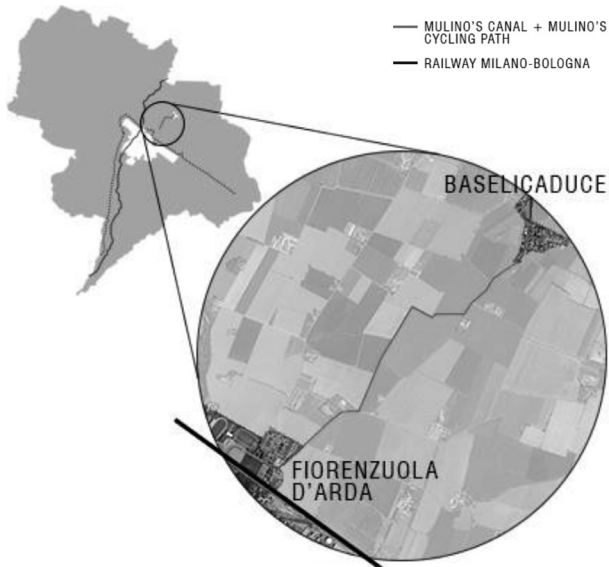 MULINO'S CANAL + MULINO'S
CYCLING PATH
RAILWAY MILANO-BOLOGNA
BASELICADUCE
FIORENZUOLA
D'ARDA